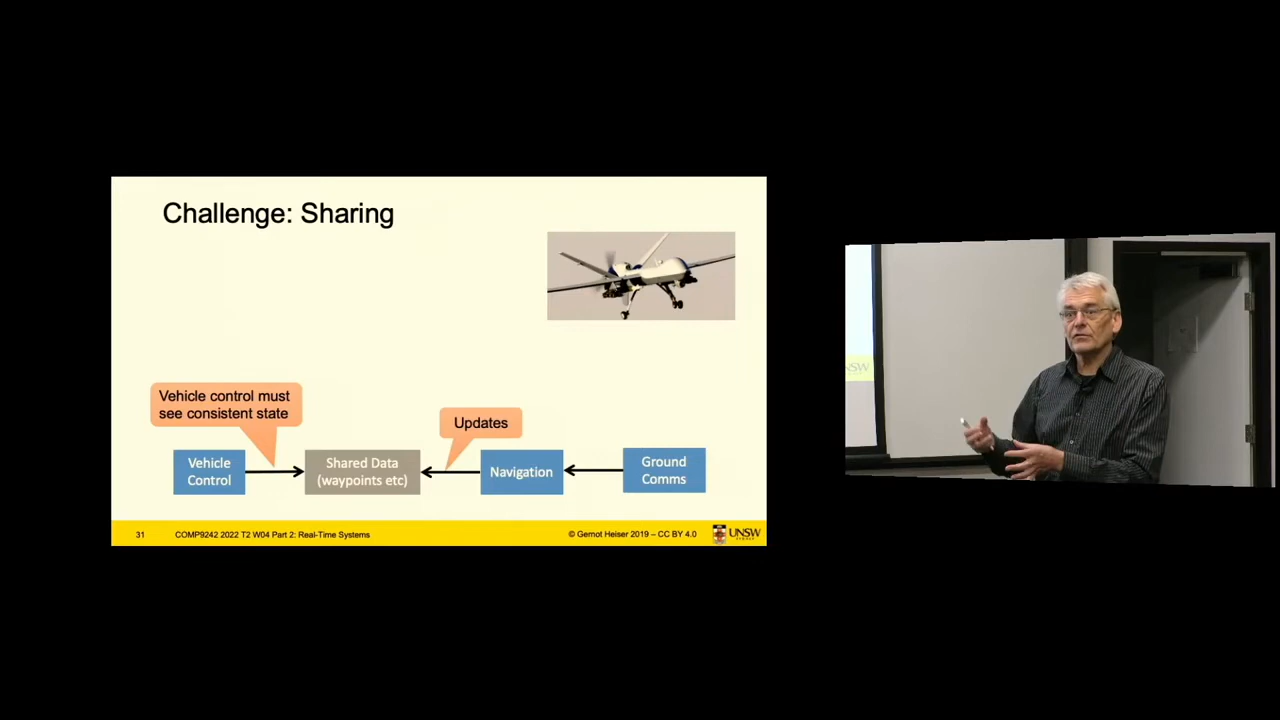 Challenge: Sharing
Vehicle control must
see consistent state
Updates
Vehicle
Control
Shared Data
(waypoints etc)
Navigation
Ground
Comms
31
COMP9242 2022 T2 W04 Part 2: Real-Time Systems
© Gernot Heiser 2019 – CC BY 4.0
UNSW
SYDNEY